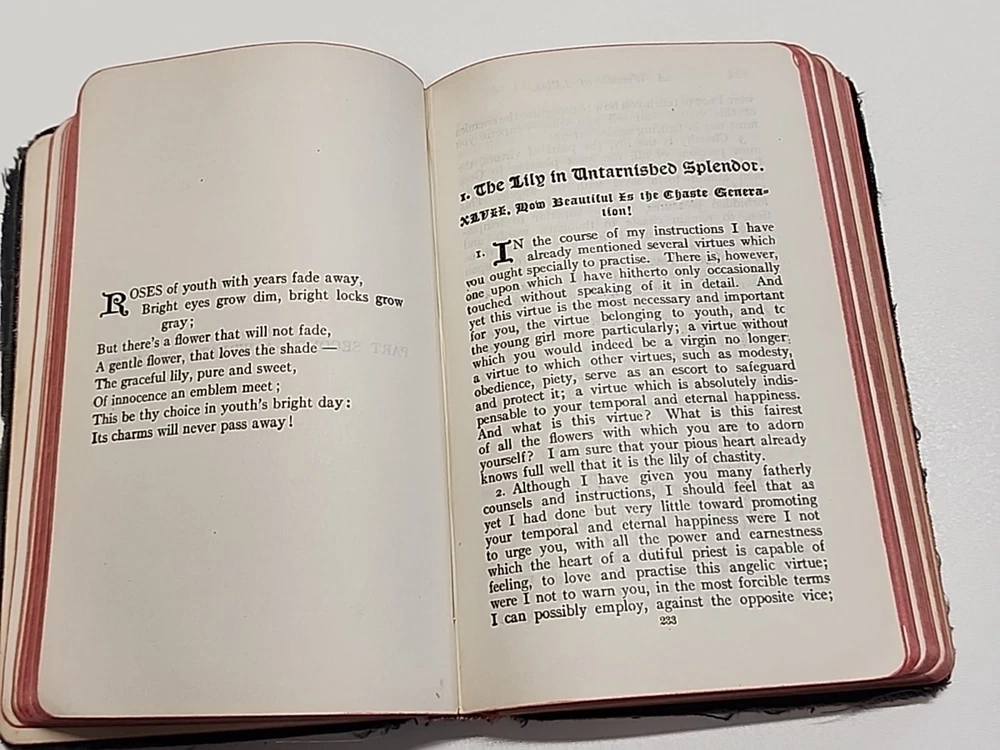 ROSES of youth with years fade away,
Bright eyes grow dim, bright locks grow
gray;
But there's a flower that will not fade,
A gentle flower, that loves the shade —
The graceful lily, pure and sweet,
Of innocence an emblem meet;
This be thy choice in youth's bright day:
Its charms will never pass away!
1. The Lily in Untarnished Splendor.
XLVII. How Beautiful Is the Chaste Genera-
tion!
1. IN the course of my instructions I have
already mentioned several virtues which
you ought specially to practise. There is, however,
one upon which I have hitherto only occasionally
touched without speaking of it in detail. And
yet this virtue is the most necessary and important
for you, the virtue belonging to youth, and to
the young girl more particularly; a virtue without
which you would indeed be a virgin no longer;
a virtue to which other virtues, such as modesty,
obedience, piety, serve as an escort to safeguard
and protect it; a virtue which is absolutely indis-
pensable to your temporal and eternal happiness.
And what is this virtue? What is this fairest
of all the flowers with which you are to adorn
yourself? I am sure that your pious heart already
knows full well that it is the lily of chastity.
2. Although I have given you many fatherly
counsels and instructions, I should feel that as
yet I had done but very little toward promoting
your temporal and eternal happiness were I not
to urge you, with all the power and earnestness
which the heart of a dutiful priest is capable of
feeling, to love and practise this angelic virtue;
were I not to warn you, in the most forcible terms
I can possibly employ, against the opposite vice;
233